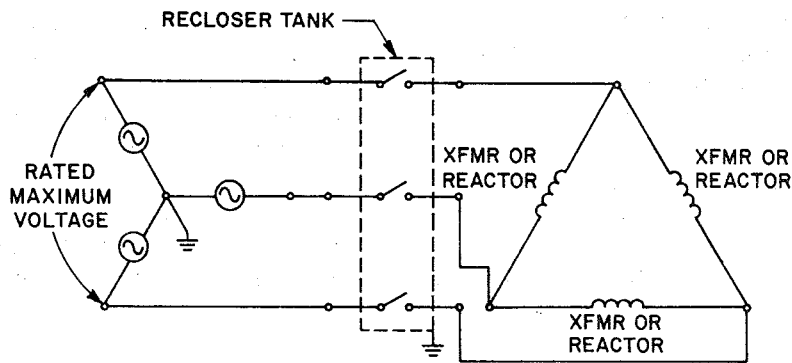 RECLOSER TANK
RATED
MAXIMUM
VOLTAGE
XFMR OR
REACTOR
XFMR OR
REACTOR
XFMR OR
REACTOR